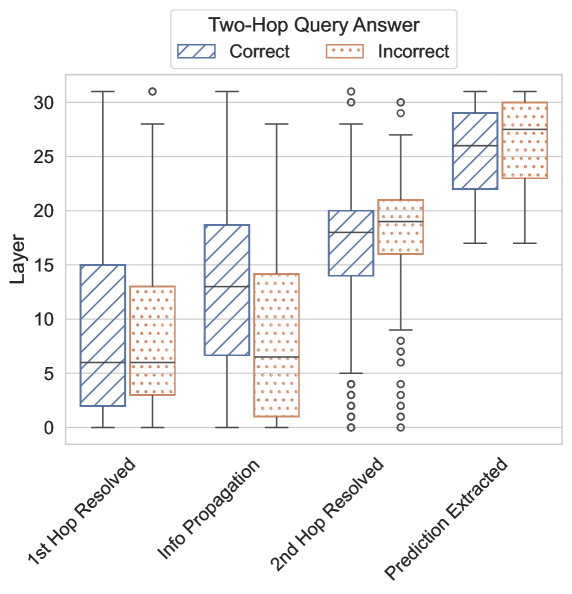 Two-Hop Query Answer
Correct Incorrect
Layer
30
25
20
15
10
5
0
1st Hop Resolved
Info Propagation
2nd Hop Resolved
Prediction Extracted